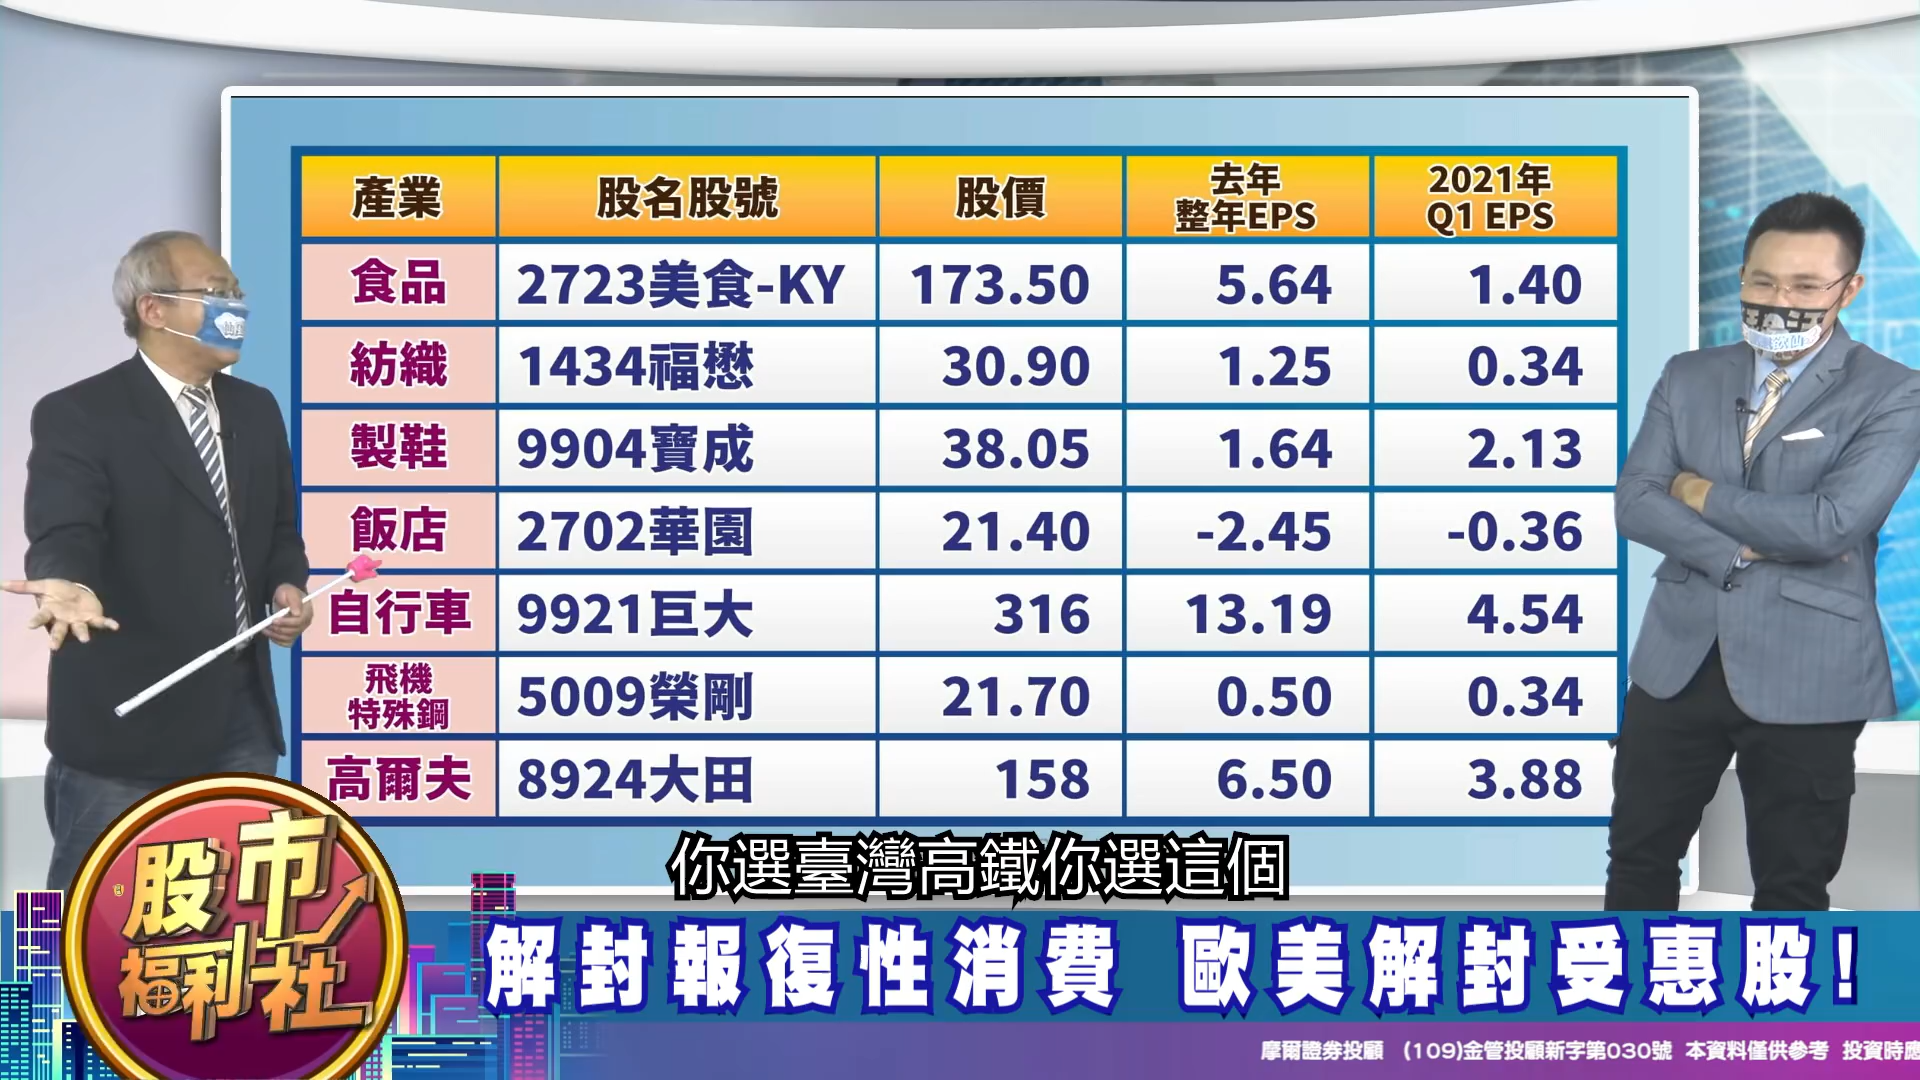 產業 股名股號 股價 去年 整年EPS 2021年 Q1 EPS
食品 2723美食-KY 173.50 5.64 1.40
紡織 1434福懋 30.90 1.25 0.34
製鞋 9904寶成 38.05 1.64 2.13
飯店 2702華園 21.40 -2.45 -0.36
自行車 9921巨大 316 13.19 4.54
飛機 特殊鋼 5009榮剛 21.70 0.50 0.34
高爾夫 8924大田 158 6.50 3.88
你選臺灣高鐵你選這個
股市
福利社
解封報復性消費 歐美解封受惠股!
摩爾證券投顧 (109)金管投顧新字第030號 本資料僅供參考 投資時應